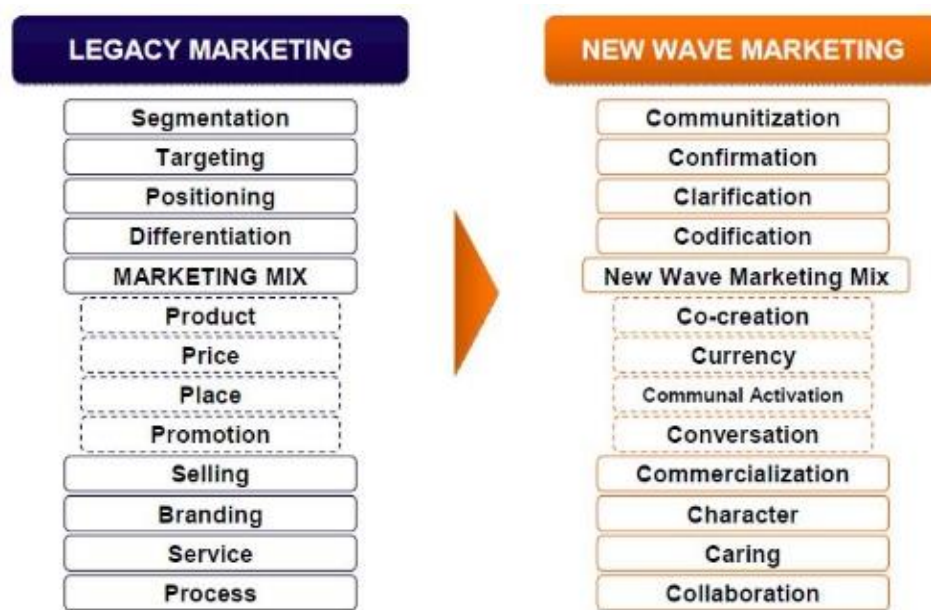 LEGACY MARKETING
Segmentation
Targeting
Positioning
Differentiation
MARKETING MIX
Product
Price
Place
Promotion
Selling
Branding
Service
Process
NEW WAVE MARKETING
Communitization
Confirmation
Clarification
Codification
New Wave Marketing Mix
Co-creation
Currency
Communal Activation
Conversation
Commercialization
Character
Caring
Collaboration